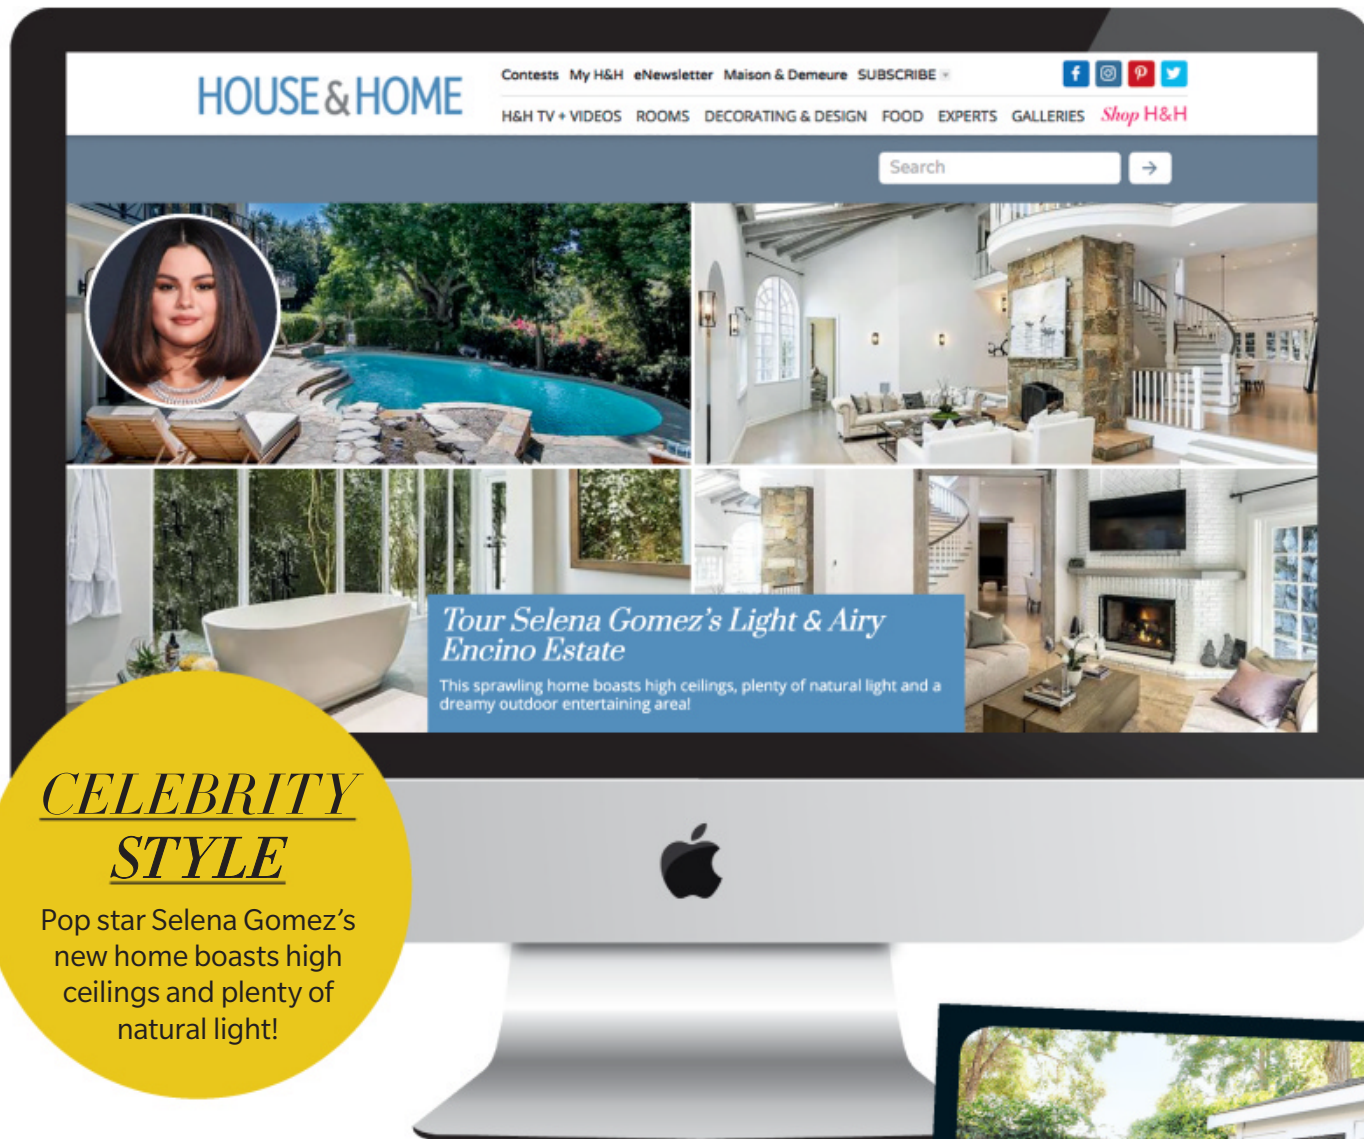 HOUSE & HOME
Contests My H&H eNewsletter Maison & Demeure SUBSCRIBE
H&H TV + VIDEOS ROOMS DECORATING & DESIGN FOOD EXPERTS GALLERIES Shop H&H
Search
Tour Selena Gomez's Light & Airy
Encino Estate
This sprawling home boasts high ceilings, plenty of natural light and a
dreamy outdoor entertaining area!
CELEBRITY
STYLE
Pop star Selena Gomez's
new home boasts high
ceilings and plenty of
natural light!